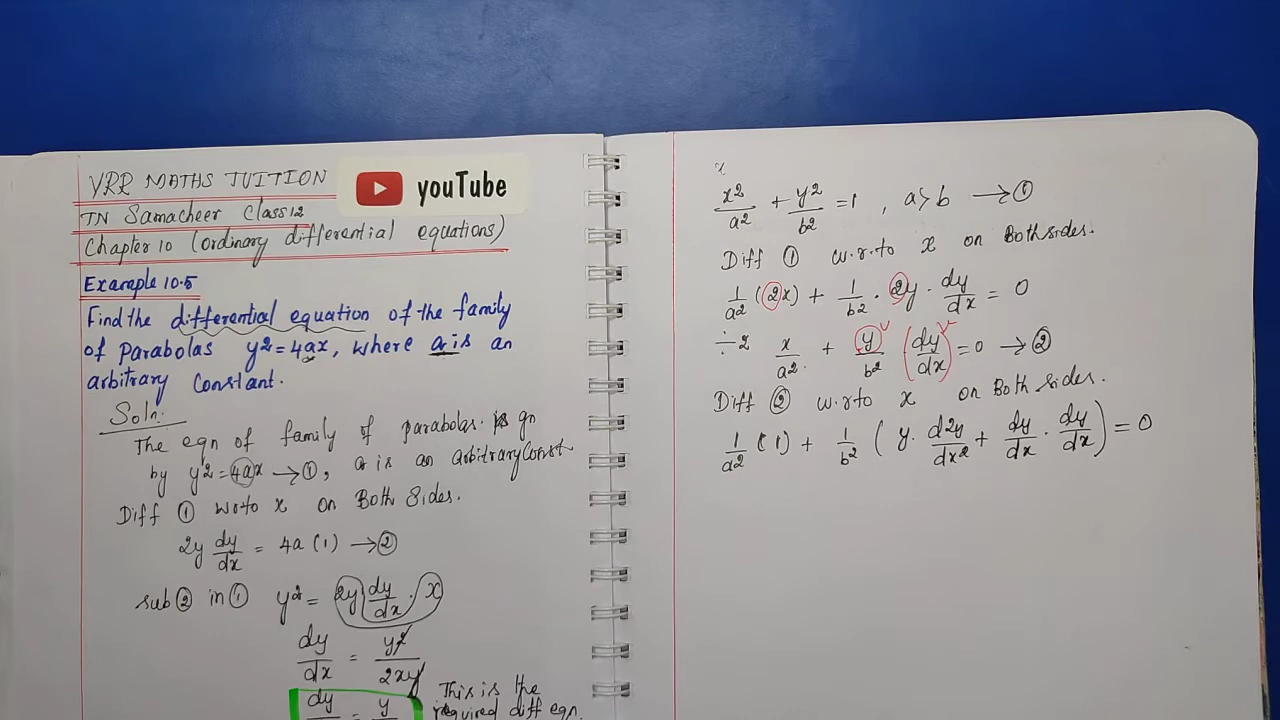 YRR MATHS TUITION
youTube
TN Samacheer Class 12
Chapter 10 (ordinary differential equations)
Example 10.5
Find the differential equation of the family
of Parabolas y²=4ax, where a is an
arbitrary Constant.
Soln:
The eqn of family of parabolas is gn
by y² = 4ax → ①, a is an arbitrary Const
Diff ① w.r.to x on Both Sides.
2y dy/dx = 4a (1) → ②
sub ② in ① y² = 2y dy/dx · x
dy/dx = y²/2xy
dy = y
This is the
required diff eqn.
x²/a² + y²/b² = 1 , a > b → ①
Diff ① w.r.to x on Both sides.
1/a² (2x) + 1/b² · 2y · dy/dx = 0
÷2 x/a² + y/b² (dy/dx) = 0 → ②
Diff ② w.r.to x on Both sides.
1/a² (1) + 1/b² ( y · d²y/dx² + dy/dx · dy/dx ) = 0